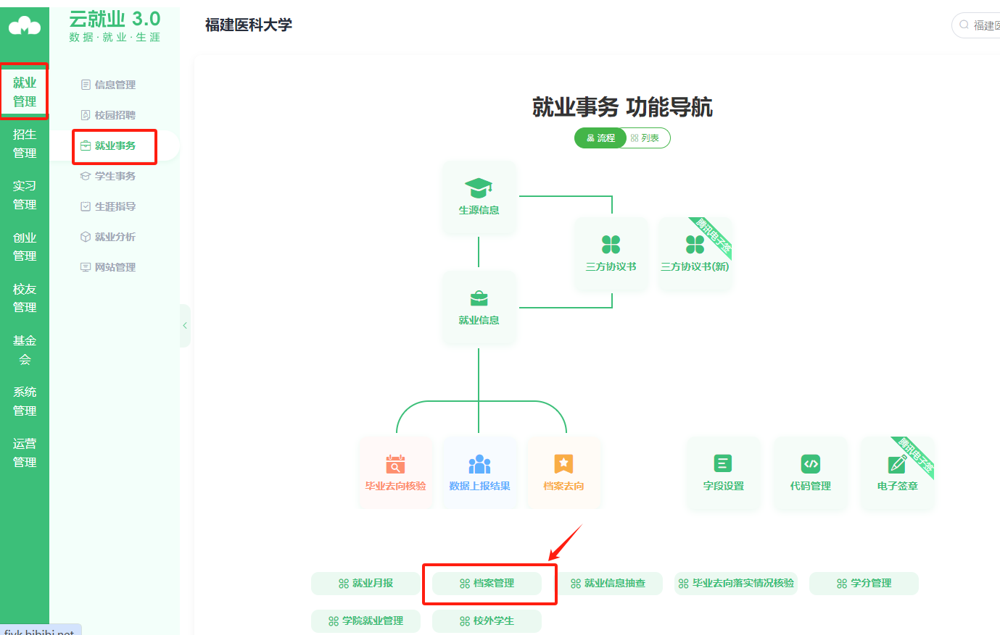 云就业 3.0
数据·就业·生涯
福建医科大学
福建医
就业
管理
招生
管理
实习
管理
创业
管理
校友
管理
基金
会
系统
管理
运营
管理
信息管理
校园招聘
就业事务
学生事务
生涯指导
就业分析
网站管理
就业事务 功能导航
流程
列表
生源信息
三方协议书
腾讯电子签
三方协议书(新)
就业信息
毕业去向核验
数据上报结果
档案去向
字段设置
代码管理
腾讯电子签
电子签章
就业月报
档案管理
就业信息抽查
毕业去向落实情况核验
学分管理
学院就业管理
校外学生